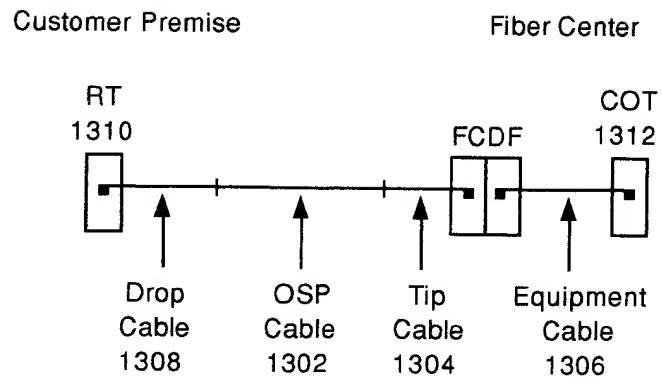 Customer Premise
Fiber Center
RT
1310
FCDF
COT
1312
Drop
Cable
1308
OSP
Cable
1302
Tip
Cable
1304
Equipment
Cable
1306